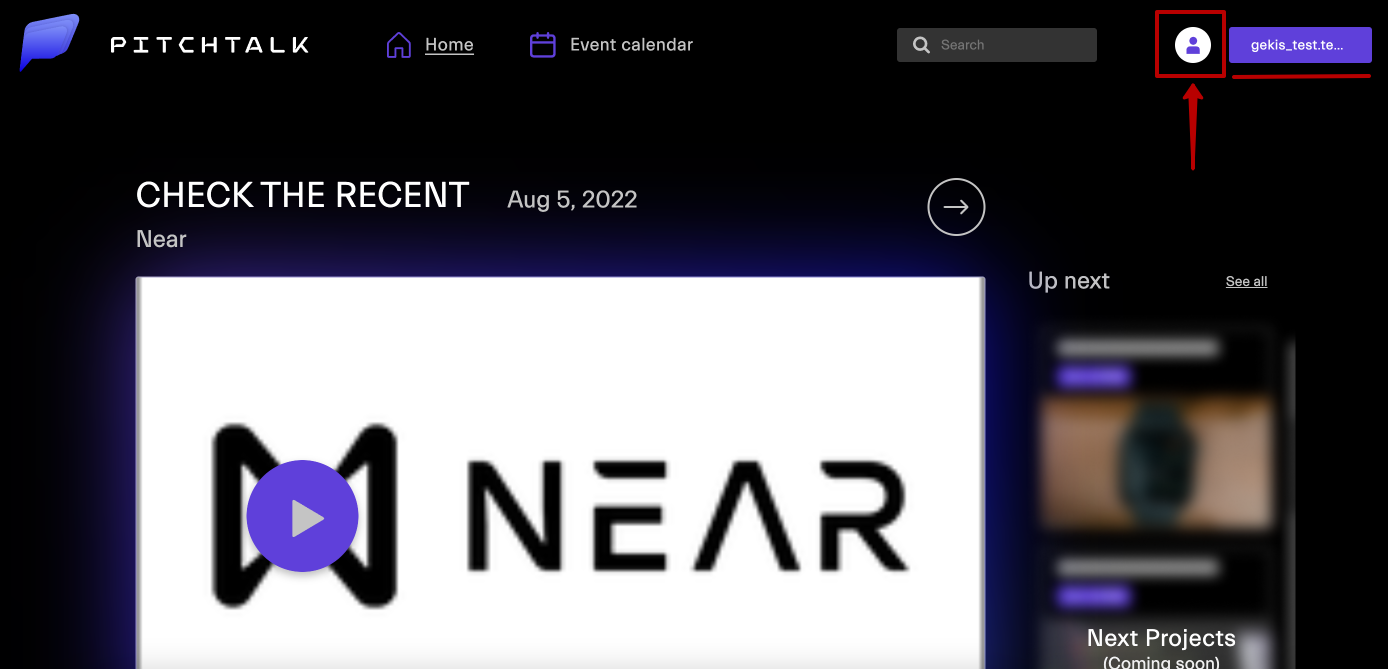 PITCHTALK
Home
Event calendar
Search
gekis_test.te...
CHECK THE RECENT
Aug 5, 2022
Near
Up next
See all
NEAR
Next Projects
(Coming soon)